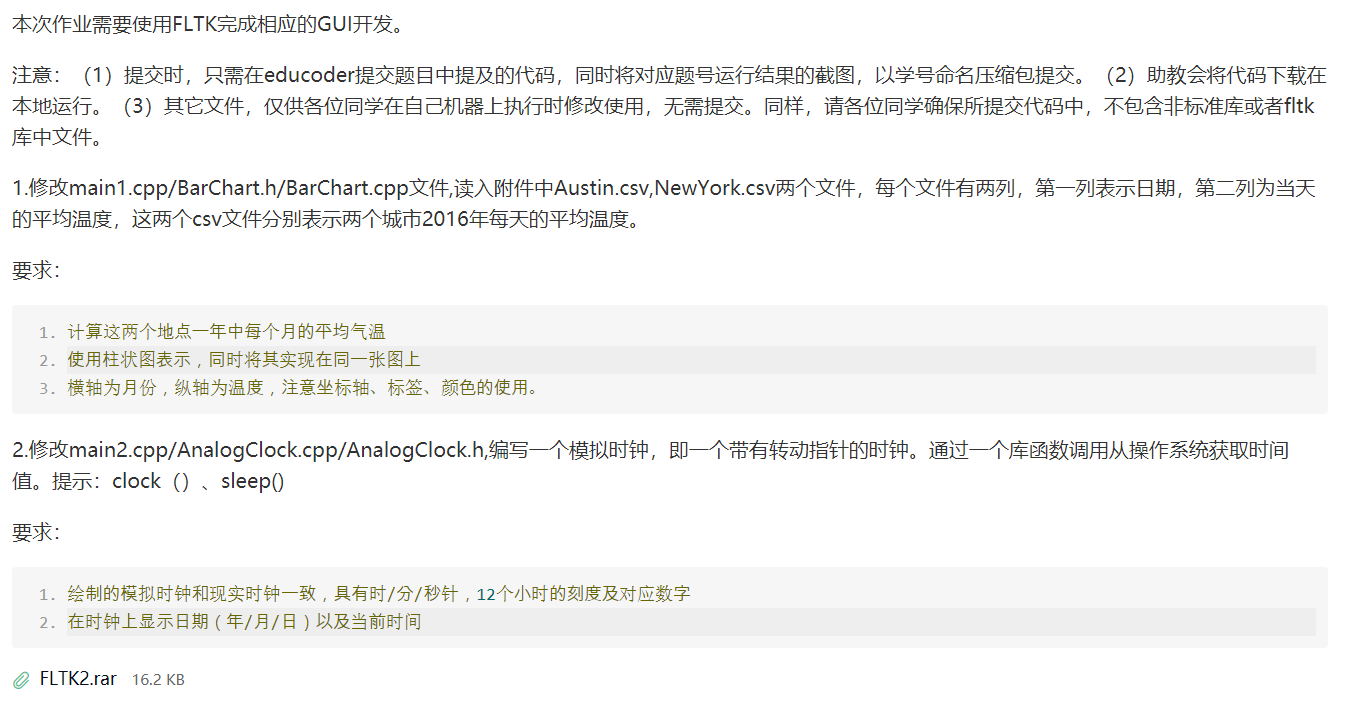 本次作业需要使用FLTK完成相应的GUI开发。
注意：（1）提交时，只需在educoder提交题目中提及的代码，同时将对应题号运行结果的截图，以学号命名压缩包提交。（2）助教会将代码下载在
本地运行。（3）其它文件，仅供各位同学在自己机器上执行时修改使用，无需提交。同样，请各位同学确保所提交代码中，不包含非标准库或者fltk
库中文件。
1.修改main1.cpp/BarChart.h/BarChart.cpp文件,读入附件中Austin.csv,NewYork.csv两个文件，每个文件有两列，第一列表示日期，第二列为当天
的平均温度，这两个csv文件分别表示两个城市2016年每天的平均温度。
要求：
1. 计算这两个地点一年中每个月的平均气温
2. 使用柱状图表示，同时将其实现在同一张图上
3. 横轴为月份，纵轴为温度，注意坐标轴、标签、颜色的使用。
2.修改main2.cpp/AnalogClock.cpp/AnalogClock.h,编写一个模拟时钟，即一个带有转动指针的时钟。通过一个库函数调用从操作系统获取时间
值。提示：clock（）、sleep()
要求：
1. 绘制的模拟时钟和现实时钟一致，具有时/分/秒针，12个小时的刻度及对应数字
2. 在时钟上显示日期（年/月/日）以及当前时间
FLTK2.rar 16.2 KB